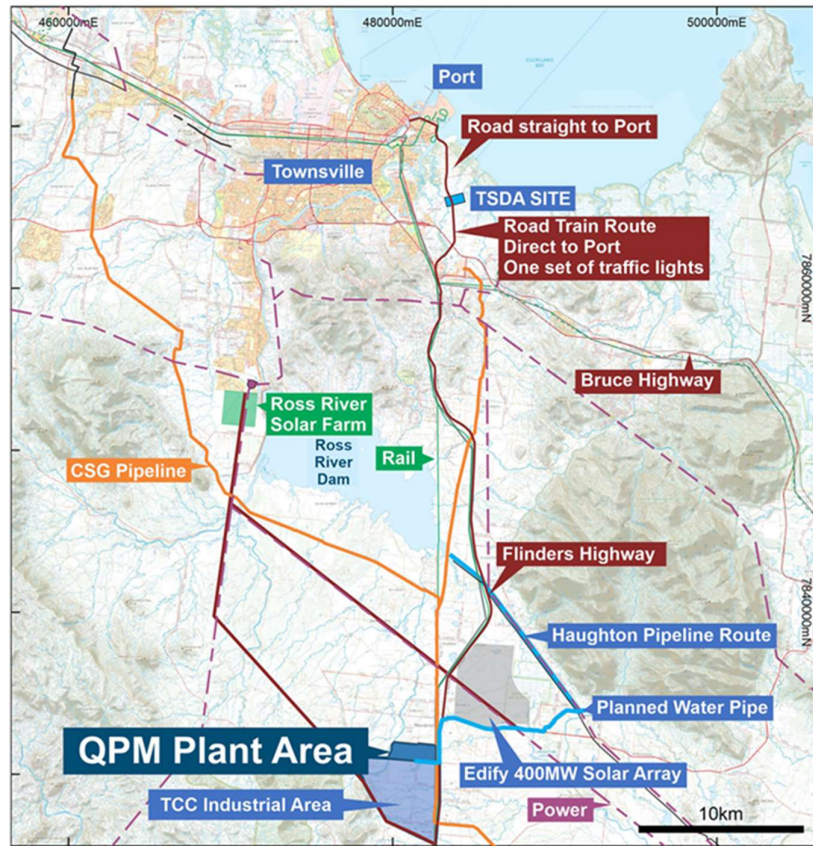 460000mE
480000mE
500000mE
Port
Road straight to Port
Townsville
TSDA SITE
Road Train Route
Direct to Port
One set of traffic lights
7860000mN
Bruce Highway
Ross River
Solar Farm
Ross
River
Dam
Rail
CSG Pipeline
Flinders Highway
7840000mN
Haughton Pipeline Route
Planned Water Pipe
QPM Plant Area
Edify 400MW Solar Array
TCC Industrial Area
Power
10km